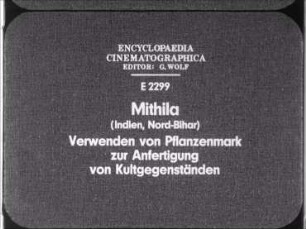 ENCYCLOPAEDIA
CINEMATOGRAPHICA
EDITOR: G. WOLF
E 2299
Mithila
(Indien, Nord-Bihar)
Verwenden von Pflanzenmark
zur Anfertigung
von Kultgegenständen